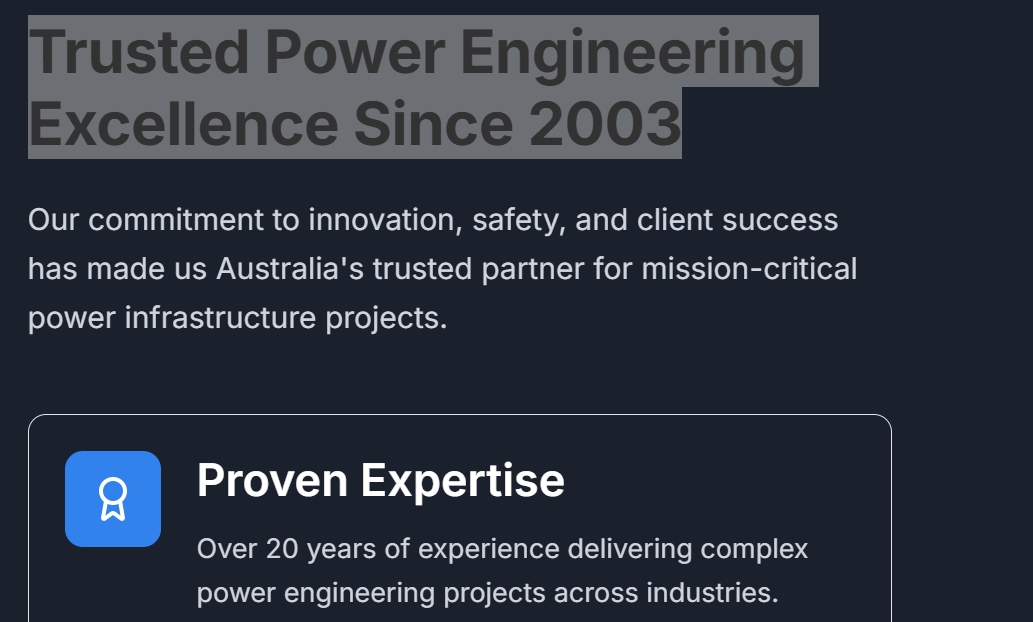 Trusted Power Engineering
Excellence Since 2003
Our commitment to innovation, safety, and client success
has made us Australia's trusted partner for mission-critical
power infrastructure projects.
Proven Expertise
Over 20 years of experience delivering complex
power engineering projects across industries.